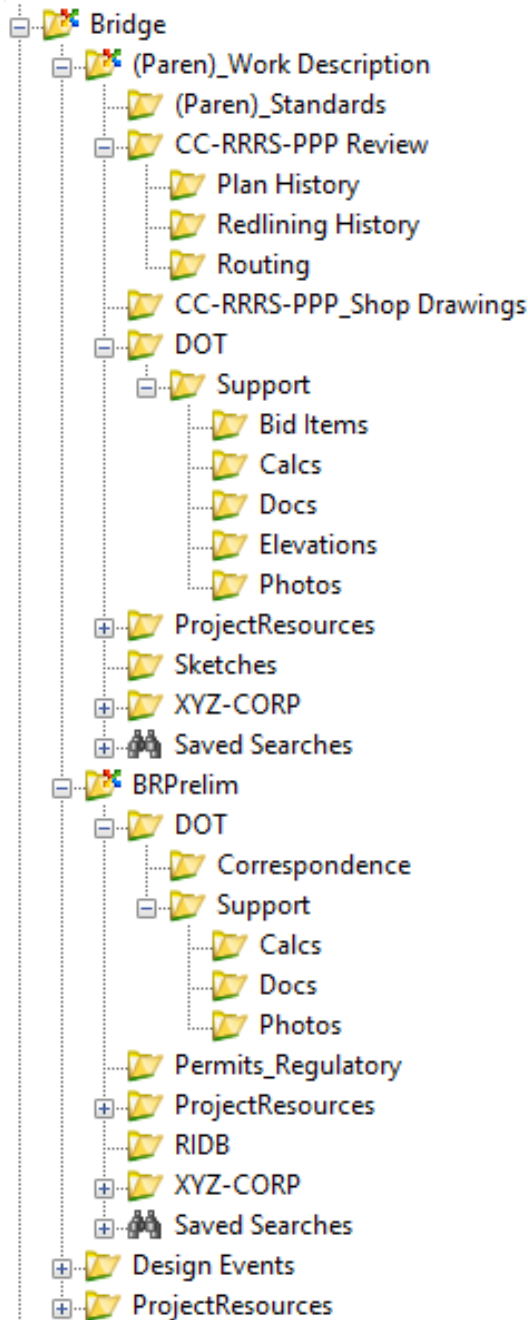 Bridge
(Paren)_Work Description
(Paren)_Standards
CC-RRRS-PPP Review
Plan History
Redlining History
Routing
CC-RRRS-PPP_Shop Drawings
DOT
Support
Bid Items
Calcs
Docs
Elevations
Photos
ProjectResources
Sketches
XYZ-CORP
Saved Searches
BRPrelim
DOT
Correspondence
Support
Calcs
Docs
Photos
Permits_Regulatory
ProjectResources
RIDB
XYZ-CORP
Saved Searches
Design Events
ProjectResources